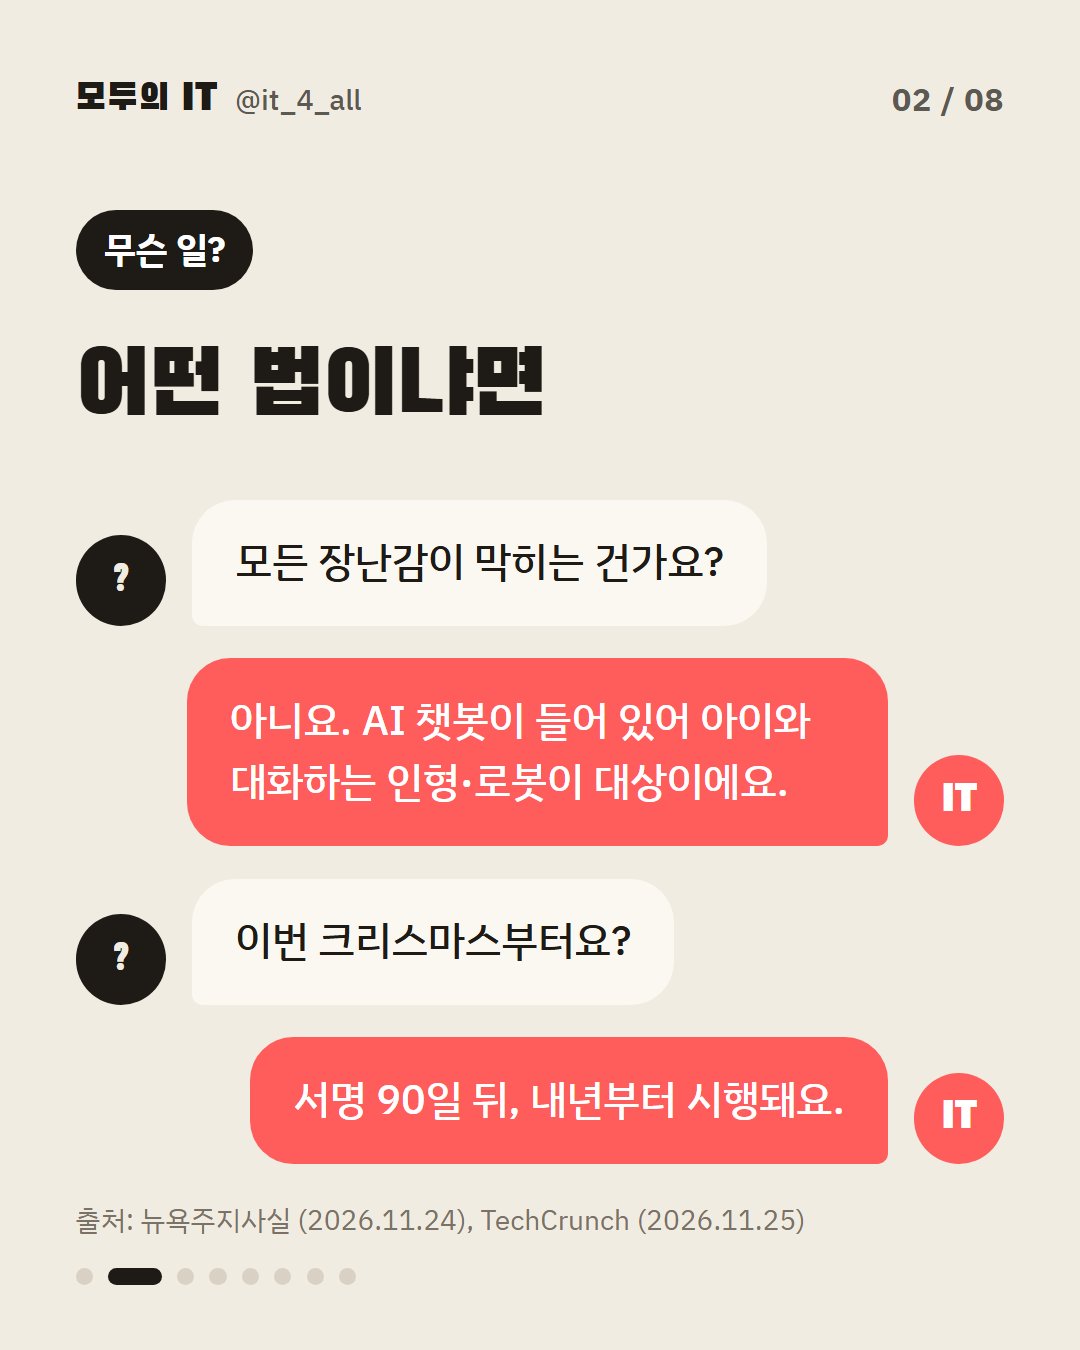 모두의 IT @it_4_all
02 / 08
무슨 일?
어떤 법이냐면
?
모든 장난감이 막히는 건가요?
아니요. AI 챗봇이 들어 있어 아이와
대화하는 인형·로봇이 대상이에요.
IT
?
이번 크리스마스부터요?
서명 90일 뒤, 내년부터 시행돼요.
IT
출처: 뉴욕주지사실 (2026.11.24), TechCrunch (2026.11.25)